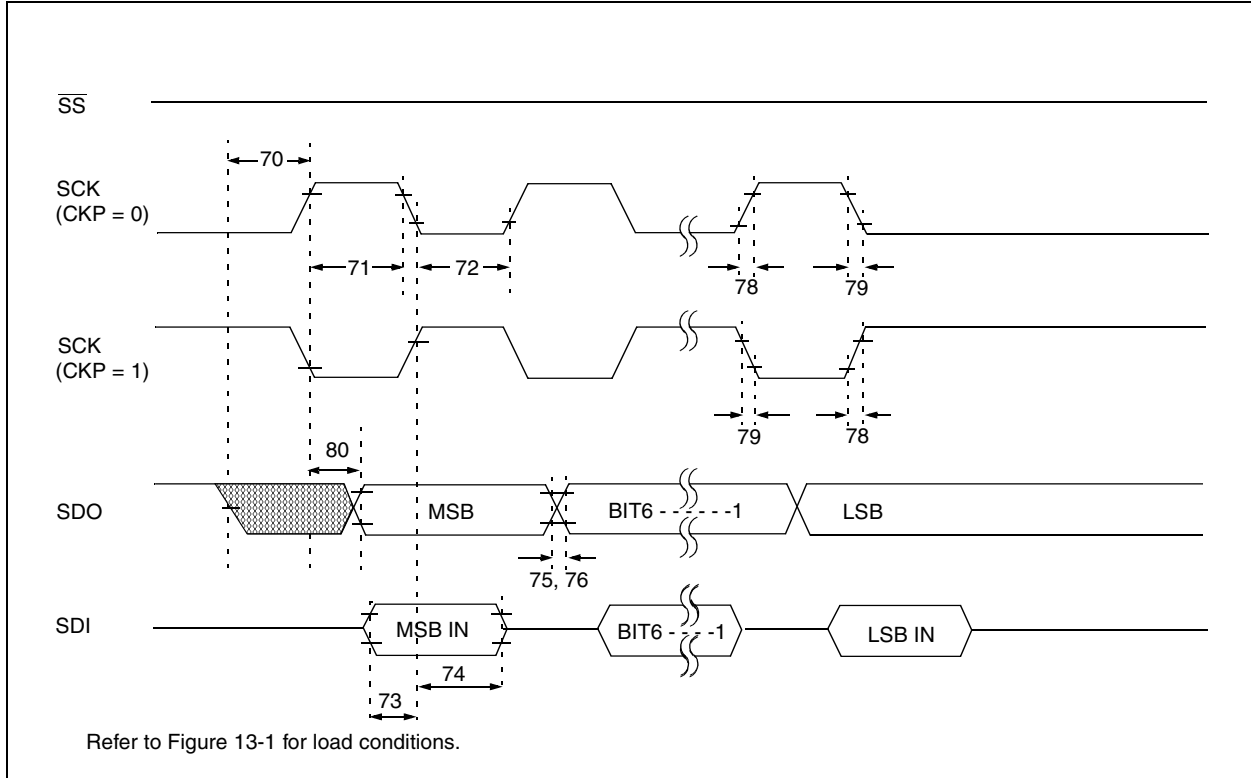 SS
70
SCK
(CKP = 0)
71
72
78
79
SCK
(CKP = 1)
79
78
80
SDO
MSB
BIT6 - - - - - -1
LSB
75, 76
SDI
MSB IN
BIT6 - - - - -1
LSB IN
74
73
Refer to Figure 13-1 for load conditions.